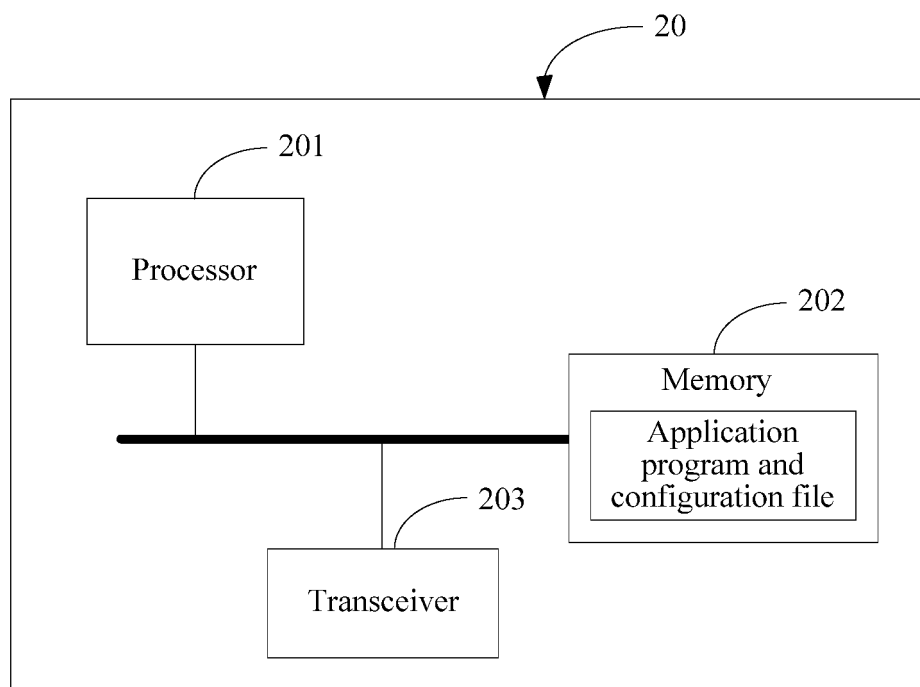 20
201
Processor
202
Memory
Application
program and
configuration file
203
Transceiver